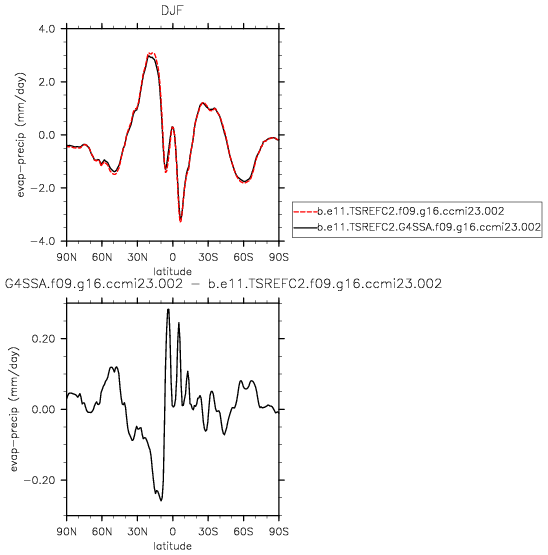 DJF
4.0
2.0
0.0
−2.0
−4.0
evap−precip (mm/day)
90N 60N 30N 0 30S 60S 90S
latitude
b.e11.TSREFC2.f09.g16.ccmi23.002
b.e11.TSREFC2.G4SSA.f09.g16.ccmi23.002
G4SSA.f09.g16.ccmi23.002 − b.e11.TSREFC2.f09.g16.ccmi23.002
0.20
0.00
−0.20
evap−precip (mm/day)
90N 60N 30N 0 30S 60S 90S
latitude